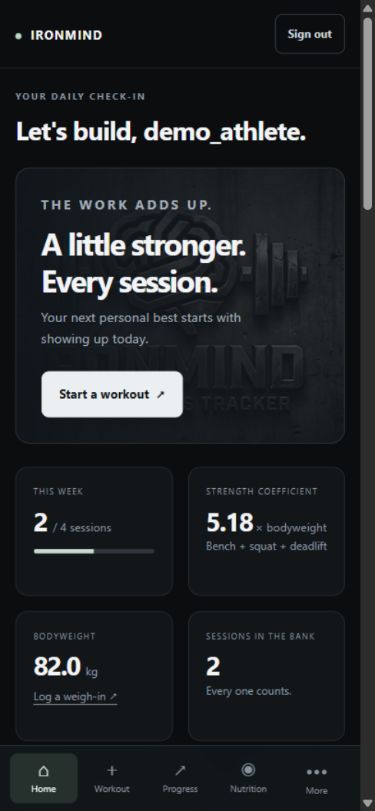 IRONMIND
Sign out
YOUR DAILY CHECK-IN
Let's build, demo_athlete.
THE WORK ADDS UP.
A little stronger.
Every session.
Your next personal best starts with
showing up today.
Start a workout ↗
NMIND
S TRACKER
THIS WEEK
2 / 4 sessions
STRENGTH COEFFICIENT
5.18 × bodyweight
Bench + squat + deadlift
BODYWEIGHT
82.0 kg
Log a weigh-in ↗
SESSIONS IN THE BANK
2
Every one counts.
Home
Workout
Progress
Nutrition
More